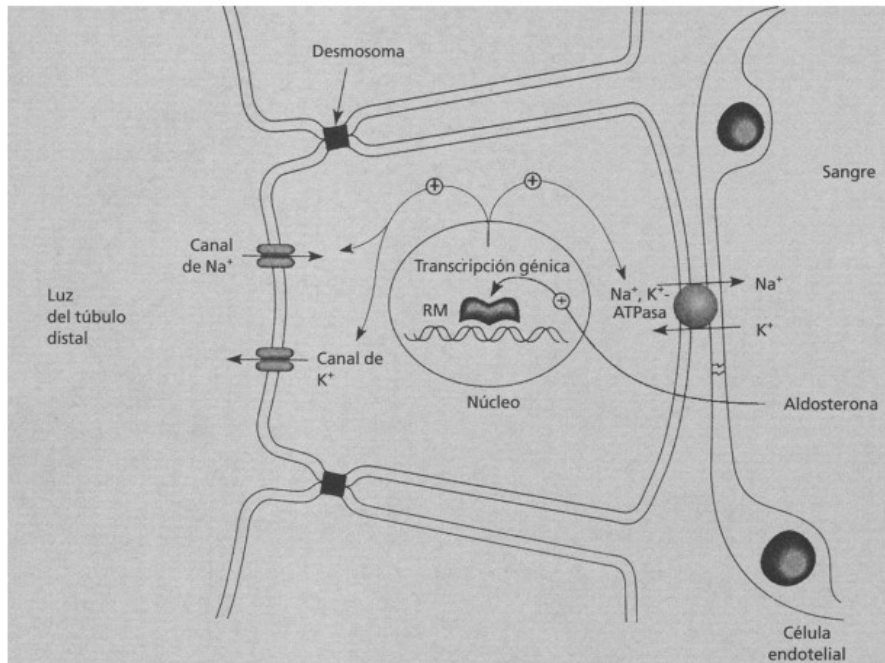 Desmosoma
Sangre
Canal
de Na⁺
Transcripción génica
Na⁺, K⁺-
ATPasa
Na⁺
Luz
del túbulo
distal
RM
K⁺
Canal de
K⁺
Núcleo
Aldosterona
Célula
endotelial